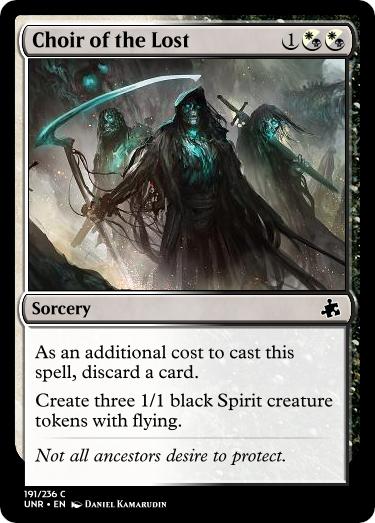 Choir of the Lost 1
Sorcery
As an additional cost to cast this
spell, discard a card.
Create three 1/1 black Spirit creature
tokens with flying.
Not all ancestors desire to protect.
191/236 C
UNR • EN DANIEL KAMARUDIN